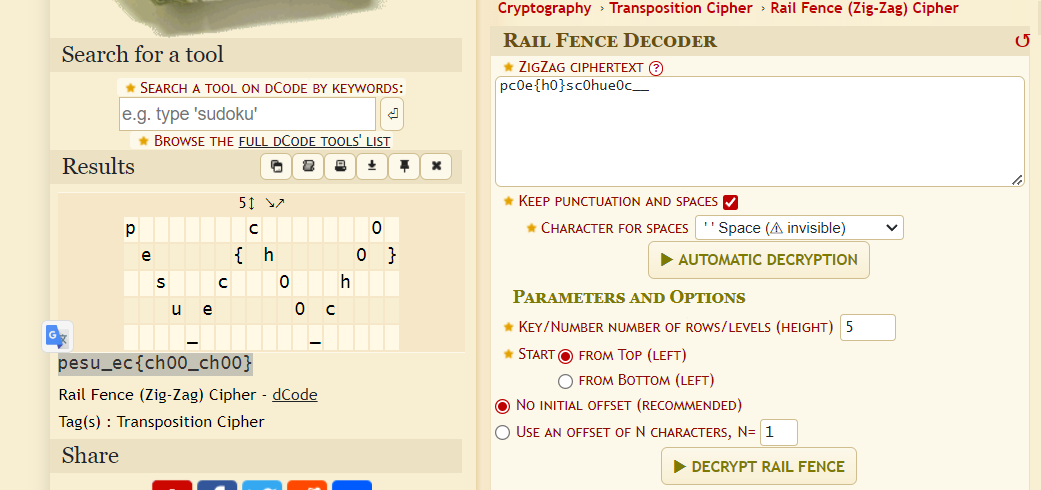 Search for a tool
★ SEARCH A TOOL ON DCODE BY KEYWORDS:
e.g. type 'sudoku'
★ BROWSE THE FULL DCODE TOOLS' LIST
Results
5↕ ↘↗
p c 0
e { h 0 }
s c 0 h
u e 0 c
_ _
pesu_ec{ch00_ch00}
Rail Fence (Zig-Zag) Cipher - dCode
Tag(s) : Transposition Cipher
Share
Cryptography › Transposition Cipher › Rail Fence (Zig-Zag) Cipher
RAIL FENCE DECODER
★ ZIGZAG CIPHERTEXT ?
pc0e{h0}sc0hue0c__
★ KEEP PUNCTUATION AND SPACES
★ CHARACTER FOR SPACES ' ' Space (⚠ invisible)
▶ AUTOMATIC DECRYPTION
PARAMETERS AND OPTIONS
★ KEY/NUMBER NUMBER OF ROWS/LEVELS (HEIGHT) 5
★ START FROM TOP (LEFT)
FROM BOTTOM (LEFT)
NO INITIAL OFFSET (RECOMMENDED)
USE AN OFFSET OF N CHARACTERS, N= 1
▶ DECRYPT RAIL FENCE